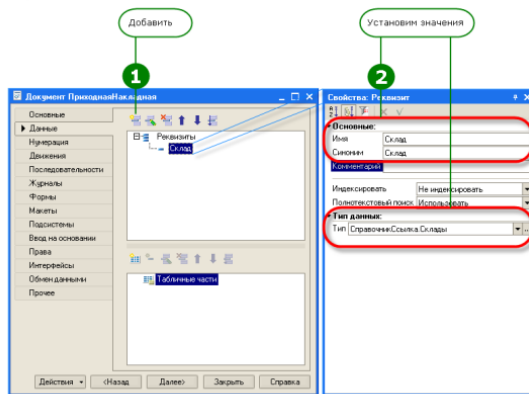 Добавить
Установим значения
1
2
Документ ПриходнаяНакладная
Основные
Данные
Нумерация
Движения
Последовательности
Журналы
Формы
Макеты
Подсистемы
Ввод на основании
Права
Интерфейсы
Обмен данными
Прочее
Реквизиты
Склад
Табличные части
Действия
<Назад
Далее>
Закрыть
Справка
Свойства: Реквизит
Основные:
Имя Склад
Синоним Склад
Комментарий
Индексировать Не индексировать
Полнотекстовый поиск Использовать
Тип данных:
Тип СправочникСсылка.Склады